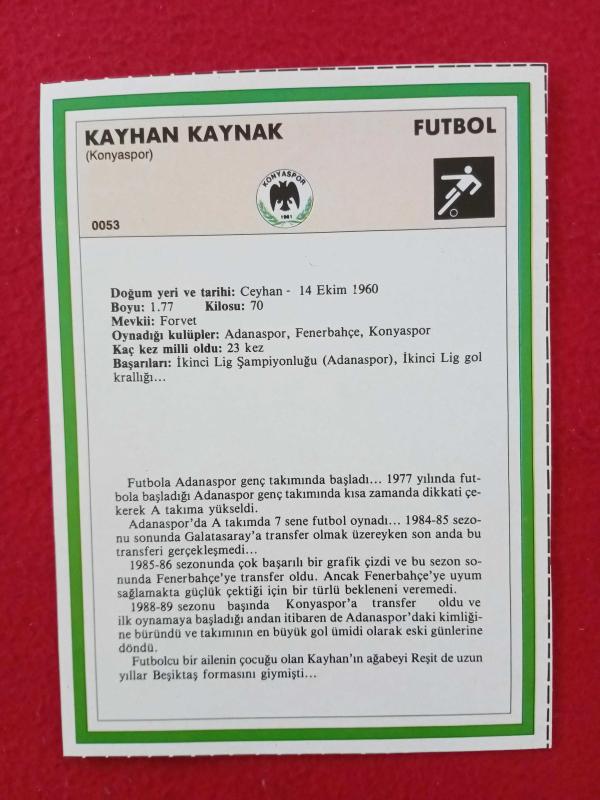 KAYHAN KAYNAK
FUTBOL
(Konyaspor)
KONYASPOR
1981
0053
Doğum yeri ve tarihi: Ceyhan - 14 Ekim 1960
Boyu: 1.77 Kilosu: 70
Mevkii: Forvet
Oynadığı kulüpler: Adanaspor, Fenerbahçe, Konyaspor
Kaç kez milli oldu: 23 kez
Başarıları: İkinci Lig Şampiyonluğu (Adanaspor), İkinci Lig gol
krallığı...
Futbola Adanaspor genç takımında başladı... 1977 yılında fut-
bola başladığı Adanaspor genç takımında kısa zamanda dikkati çe-
kerek A takıma yükseldi.
Adanaspor'da A takımda 7 sene futbol oynadı... 1984-85 sezo-
nu sonunda Galatasaray'a transfer olmak üzereyken son anda bu
transferi gerçekleşmedi...
1985-86 sezonunda çok başarılı bir grafik çizdi ve bu sezon so-
nunda Fenerbahçe'ye transfer oldu. Ancak Fenerbahçe'ye uyum
sağlamakta güçlük çektiği için bir türlü bekleneni veremedi.
1988-89 sezonu başında Konyaspor'a transfer oldu ve
ilk oynamaya başladığı andan itibaren de Adanaspor'daki kimliği-
ne büründü ve takımının en büyük gol ümidi olarak eski günlerine
döndü.
Futbolcu bir ailenin çocuğu olan Kayhan'ın ağabeyi Reşit de uzun
yıllar Beşiktaş formasını giymişti...